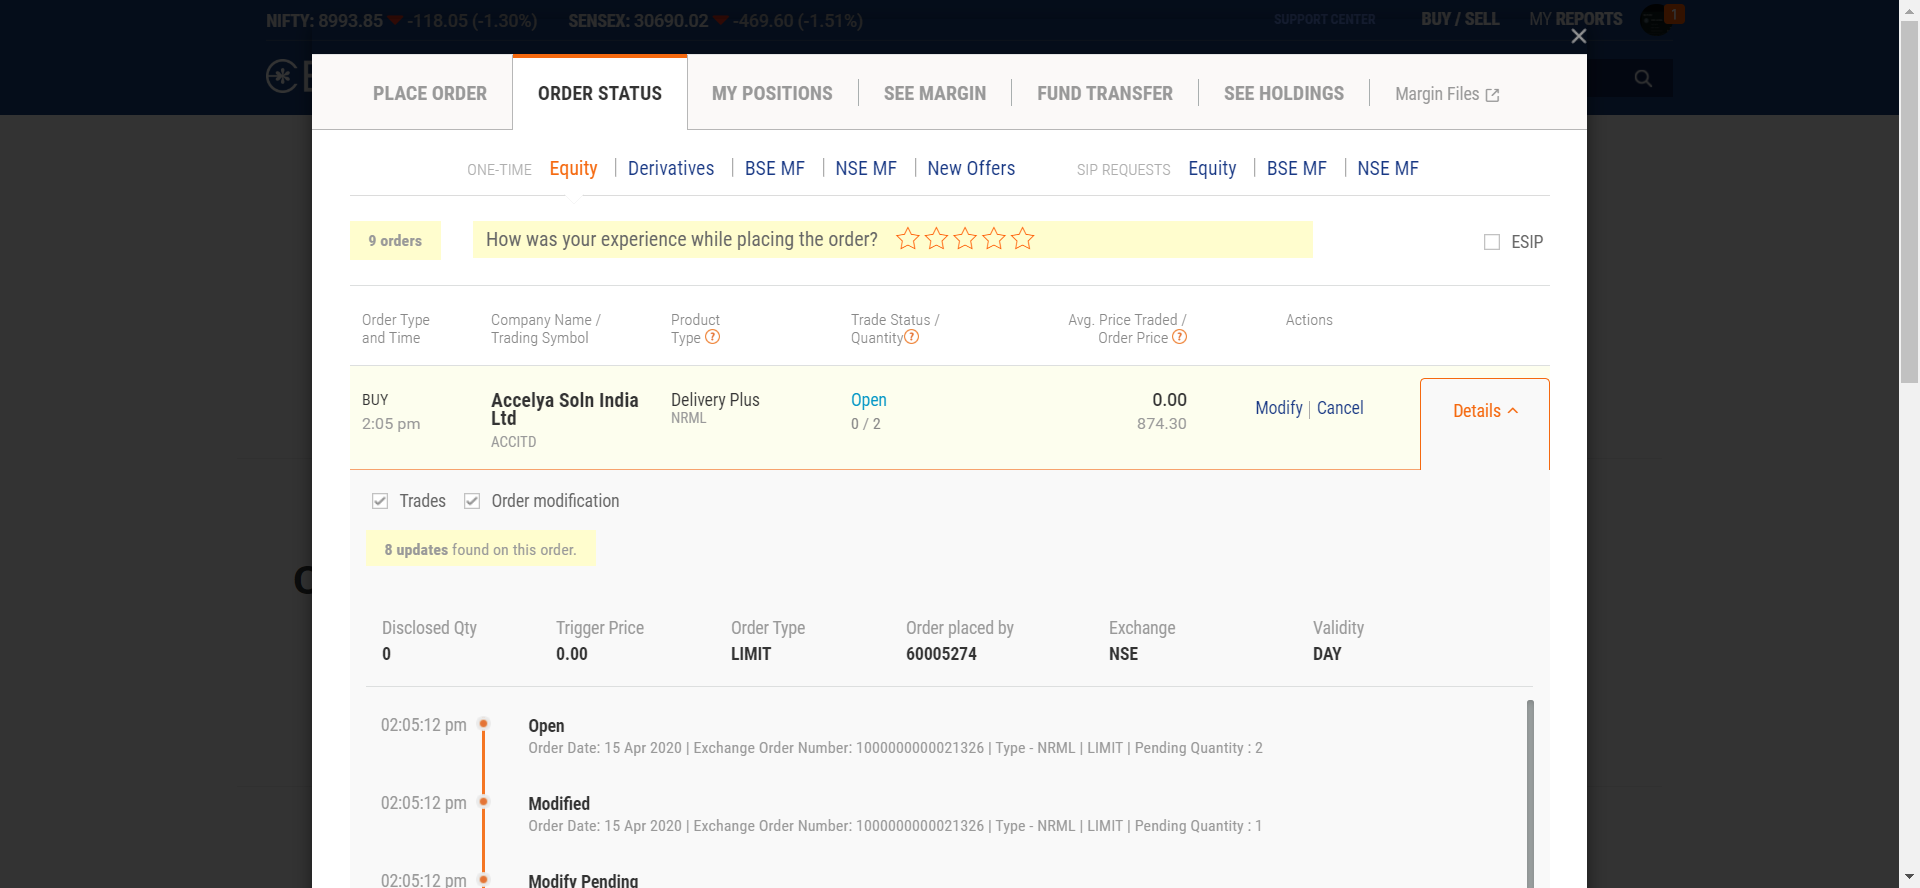 NIFTY: 8993.85 -118.05 (-1.30%) SENSEX: 30690.02 -469.60 (-1.51%) SUPPORT CENTER BUY / SELL MY REPORTS 1
PLACE ORDER ORDER STATUS MY POSITIONS SEE MARGIN FUND TRANSFER SEE HOLDINGS Margin Files
ONE-TIME Equity Derivatives BSE MF NSE MF New Offers SIP REQUESTS Equity BSE MF NSE MF
9 orders How was your experience while placing the order? ESIP
Order Type and Time
Company Name / Trading Symbol
Product Type ?
Trade Status / Quantity ?
Avg. Price Traded / Order Price ?
Actions
BUY
2:05 pm
Accelya Soln India
Ltd
ACCITD
Delivery Plus
NRML
Open
0 / 2
0.00
874.30
Modify | Cancel
Details
Trades Order modification
8 updates found on this order.
Disclosed Qty Trigger Price Order Type Order placed by Exchange Validity
0 0.00 LIMIT 60005274 NSE DAY
02:05:12 pm Open
Order Date: 15 Apr 2020 | Exchange Order Number: 1000000000021326 | Type - NRML | LIMIT | Pending Quantity : 2
02:05:12 pm Modified
Order Date: 15 Apr 2020 | Exchange Order Number: 1000000000021326 | Type - NRML | LIMIT | Pending Quantity : 1
02:05:12 pm Modify Pending